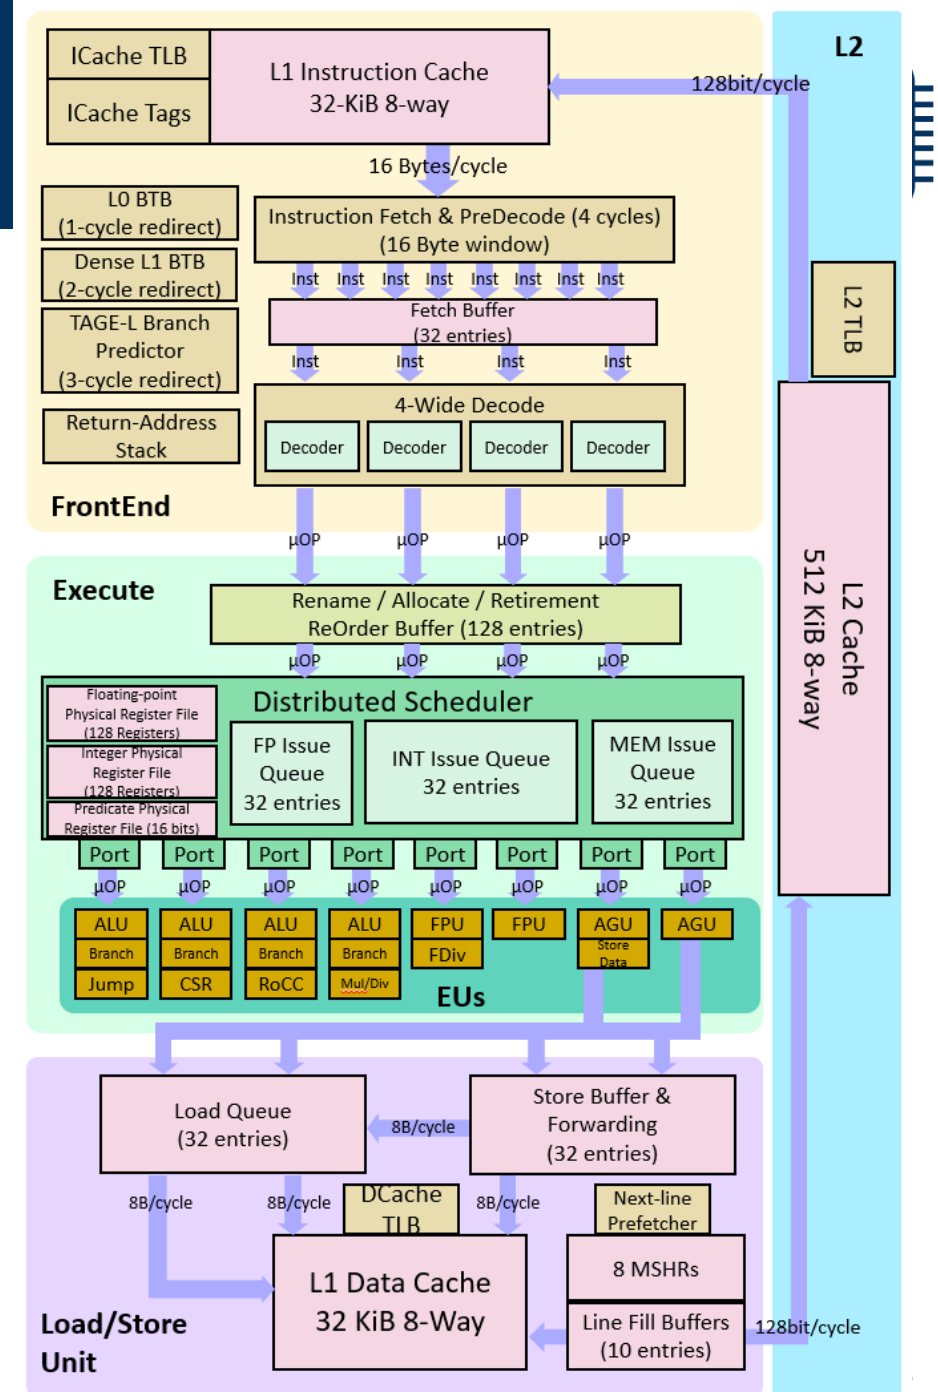 L2
ICache TLB
ICache Tags
L1 Instruction Cache
32-KiB 8-way
128bit/cycle
16 Bytes/cycle
L0 BTB
(1-cycle redirect)
Dense L1 BTB
(2-cycle redirect)
TAGE-L Branch
Predictor
(3-cycle redirect)
Return-Address
Stack
Instruction Fetch & PreDecode (4 cycles)
(16 Byte window)
Inst Inst Inst Inst Inst Inst Inst Inst
Fetch Buffer
(32 entries)
Inst Inst Inst Inst
4-Wide Decode
Decoder Decoder Decoder Decoder
FrontEnd
L2 TLB
L2 Cache
512 KiB 8-way
µOP µOP µOP µOP
Execute
Rename / Allocate / Retirement
ReOrder Buffer (128 entries)
µOP µOP µOP µOP
Distributed Scheduler
Floating-point
Physical Register File
(128 Registers)
Integer Physical
Register File
(128 Registers)
Predicate Physical
Register File (16 bits)
FP Issue
Queue
32 entries
INT Issue Queue
32 entries
MEM Issue
Queue
32 entries
Port Port Port Port Port Port Port Port
µOP µOP µOP µOP µOP µOP µOP µOP
ALU ALU ALU ALU FPU FPU AGU AGU
Branch Branch Branch Branch FDiv
Store
Data
Jump CSR RoCC Mul/Div
EUs
Load Queue
(32 entries)
8B/cycle
Store Buffer &
Forwarding
(32 entries)
8B/cycle 8B/cycle 8B/cycle
DCache
TLB
Next-line
Prefetcher
L1 Data Cache
32 KiB 8-Way
8 MSHRs
Line Fill Buffers
(10 entries)
128bit/cycle
Load/Store
Unit